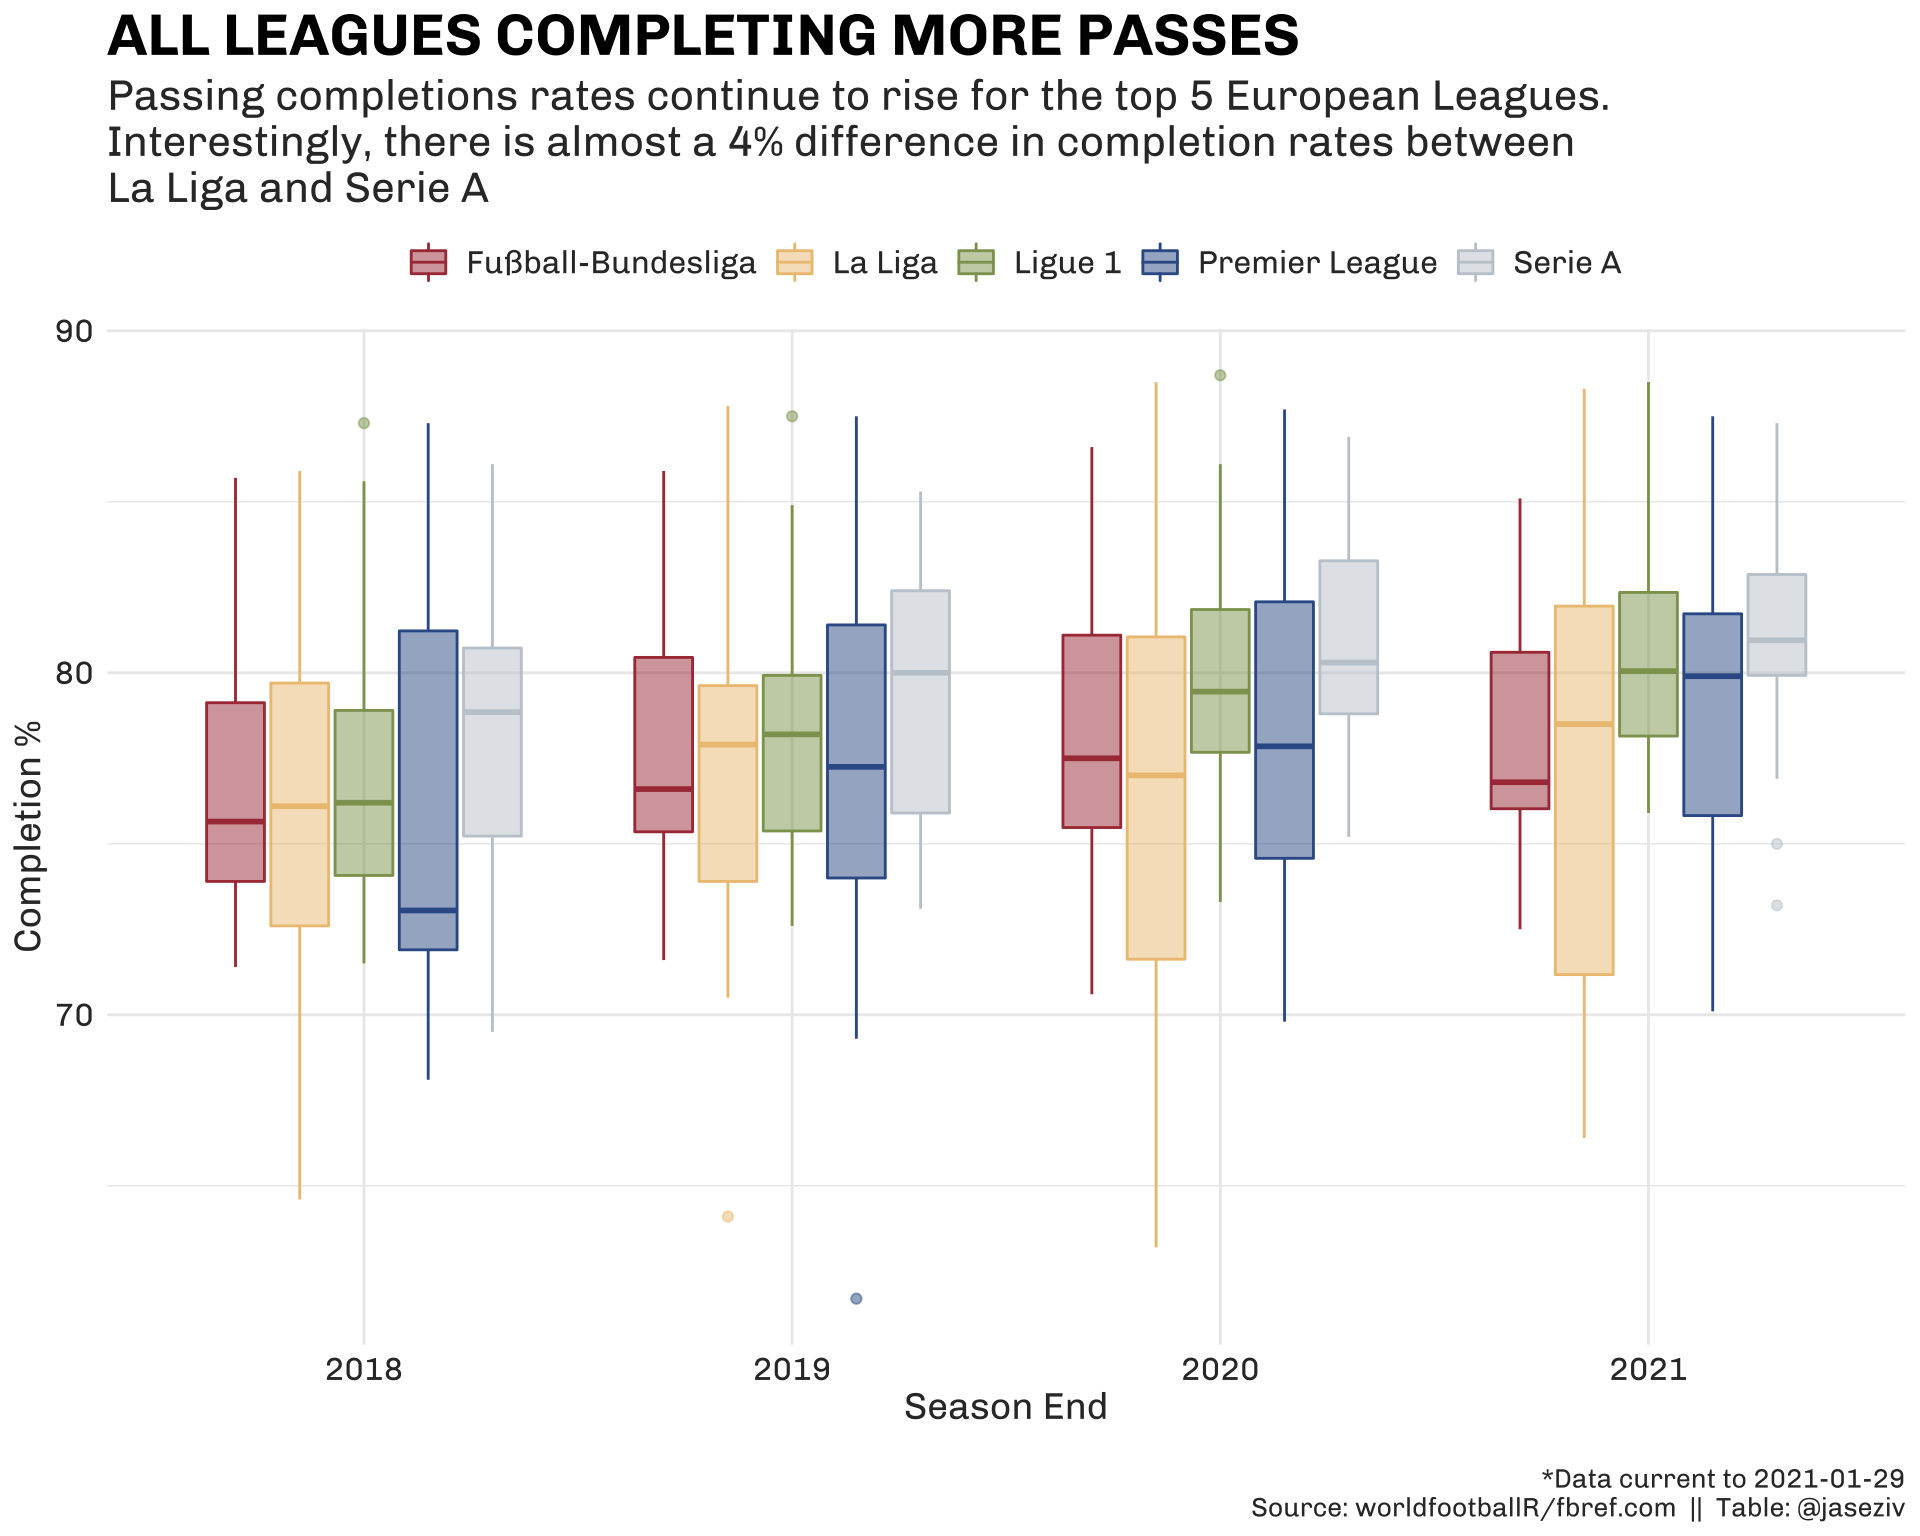 ALL LEAGUES COMPLETING MORE PASSES
Passing completions rates continue to rise for the top 5 European Leagues.
Interestingly, there is almost a 4% difference in completion rates between
La Liga and Serie A
Fußball-Bundesliga La Liga Ligue 1 Premier League Serie A
90
80
70
Completion %
2018 2019 2020 2021
Season End
*Data current to 2021-01-29
Source: worldfootballR/fbref.com || Table: @jaseziv